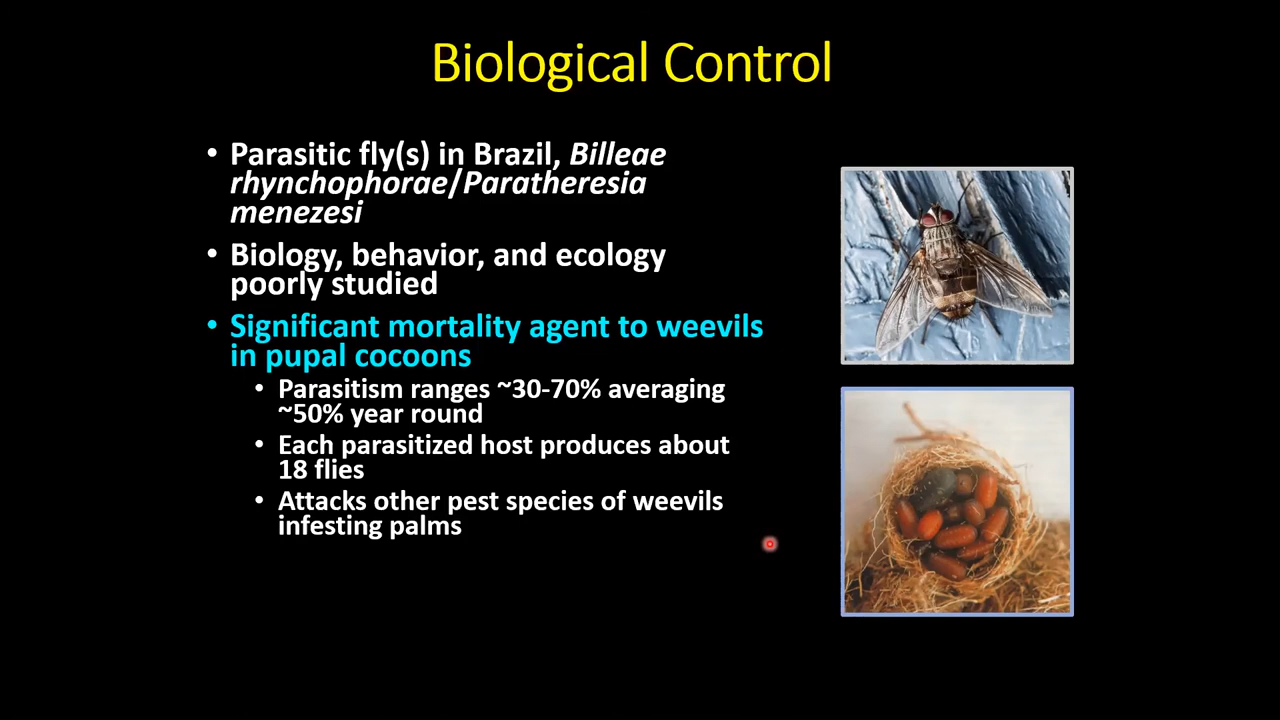 Biological Control
• Parasitic fly(s) in Brazil, Billeae
rhynchophorae/Paratheresia
menezesi
• Biology, behavior, and ecology
poorly studied
• Significant mortality agent to weevils
in pupal cocoons
• Parasitism ranges ~30-70% averaging
~50% year round
• Each parasitized host produces about
18 flies
• Attacks other pest species of weevils
infesting palms